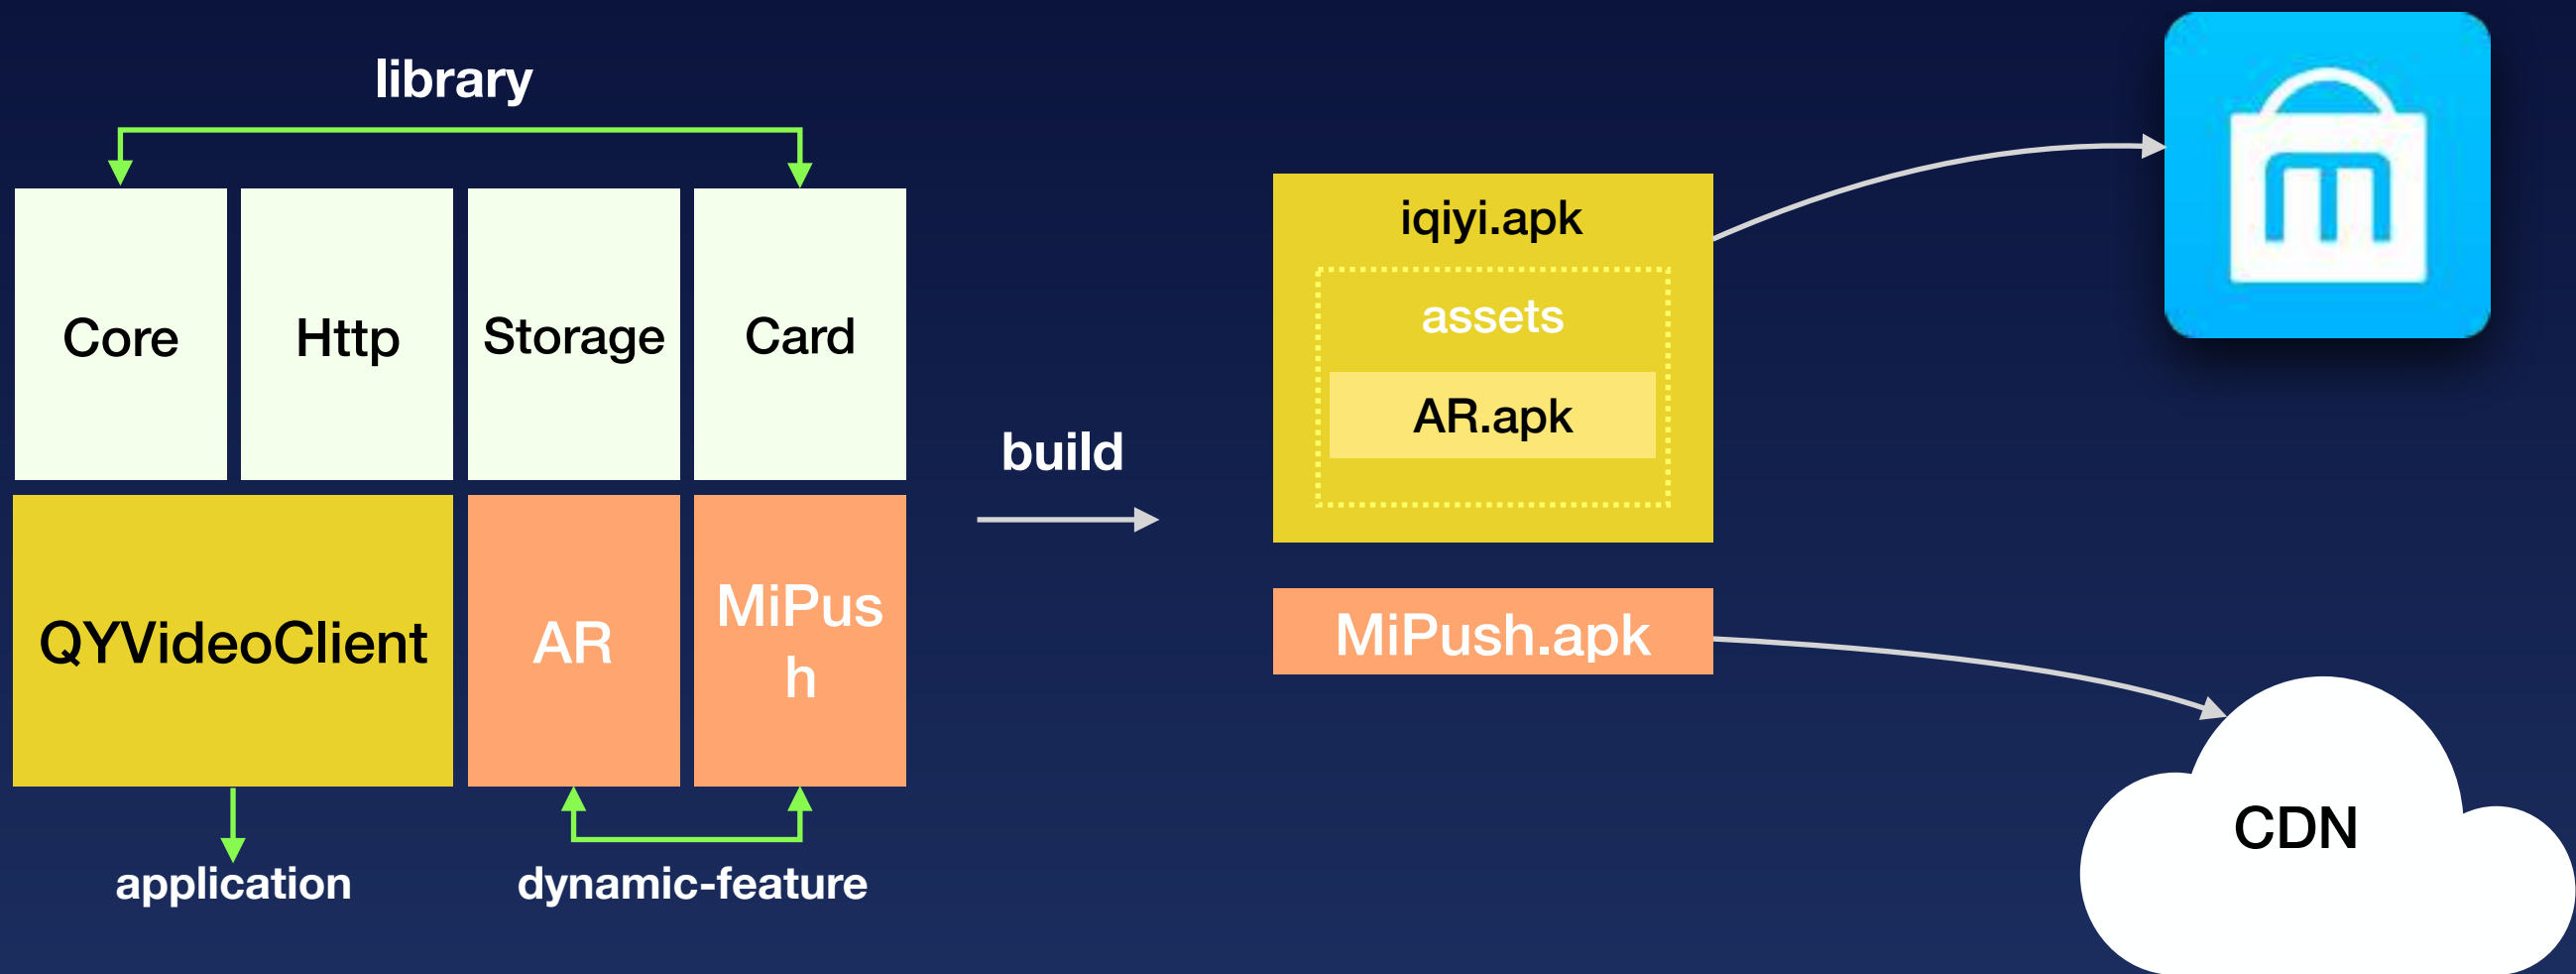 library
Core
Http
Storage
Card
QYVideoClient
AR
MiPus
h
application
dynamic-feature
build
iqiyi.apk
assets
AR.apk
MiPush.apk
CDN